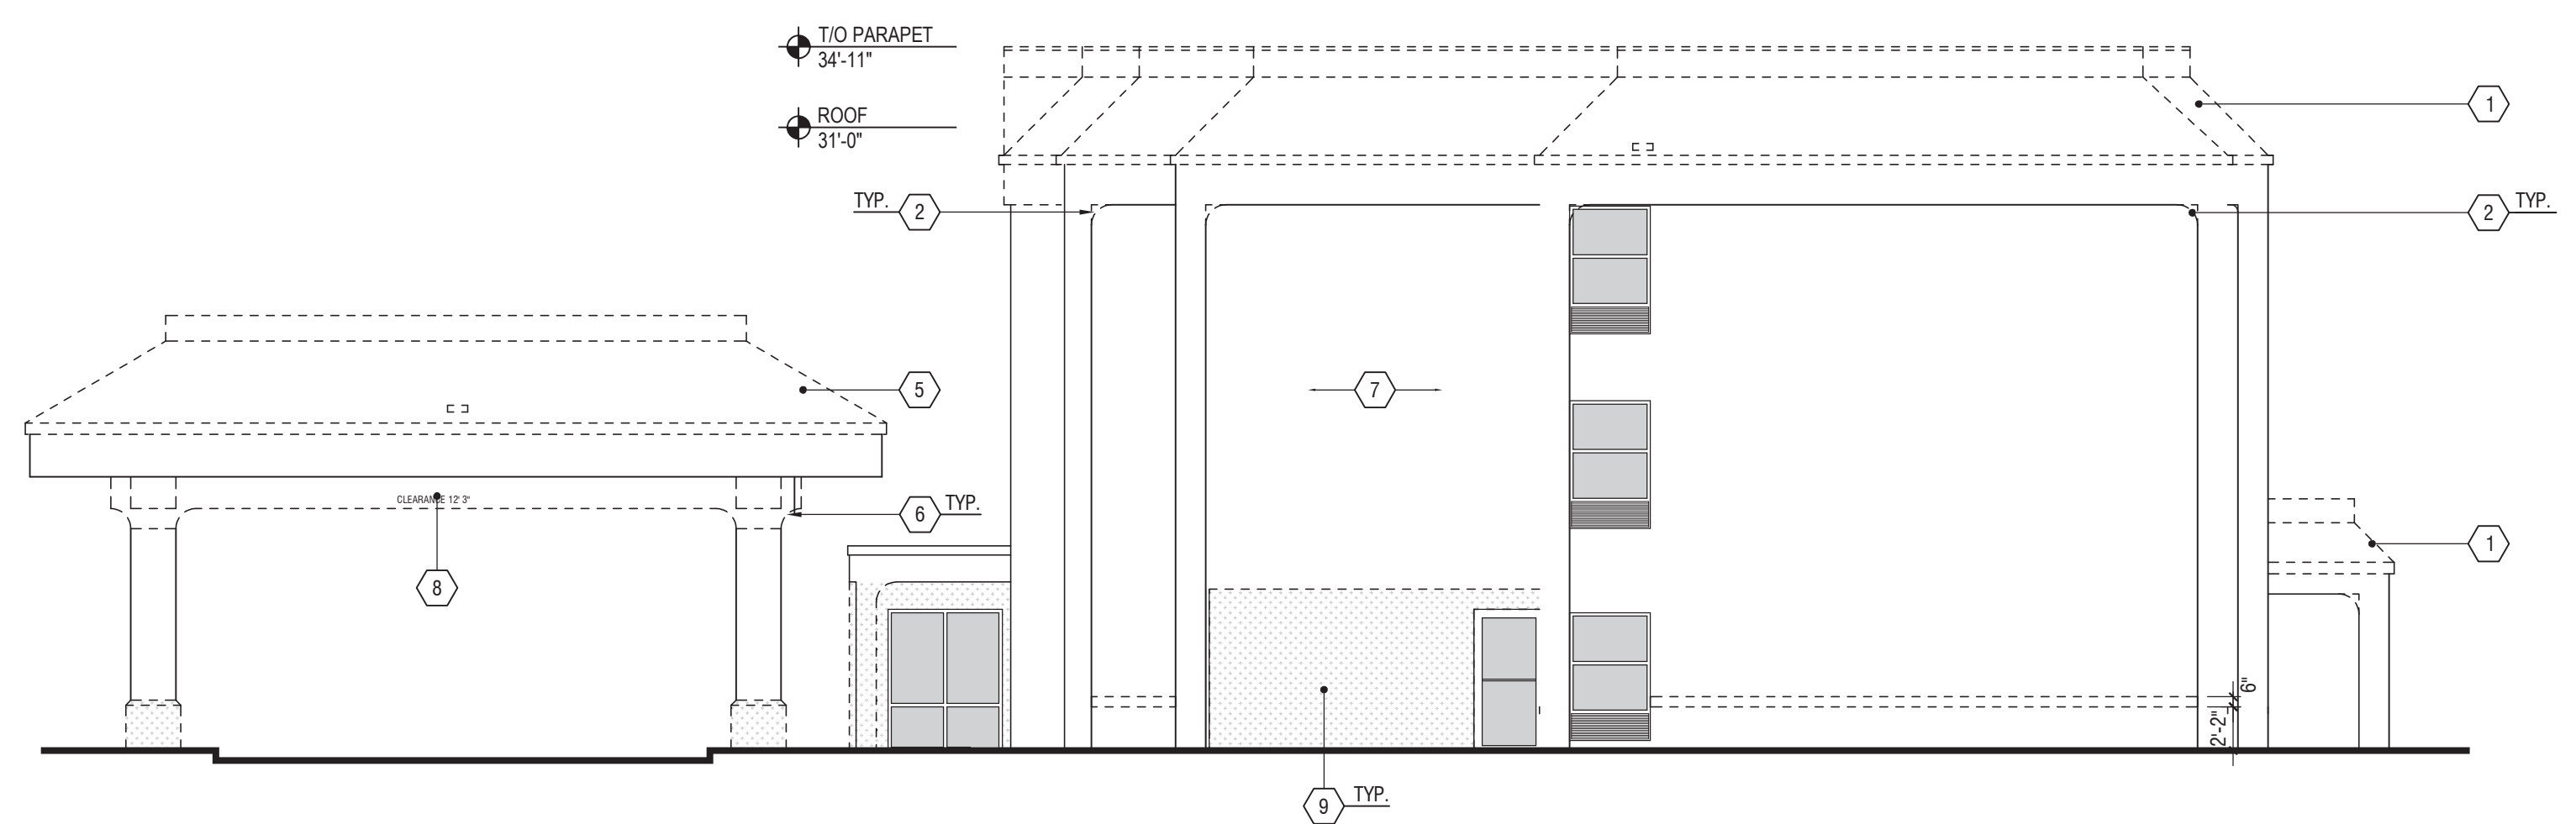 T/O PARAPET
34'-11"
ROOF
31'-0"
1
TYP. 2
2 TYP.
5
7
CLEARANCE 12' 3"
6 TYP.
1
8
6"
2'-2"
9 TYP.